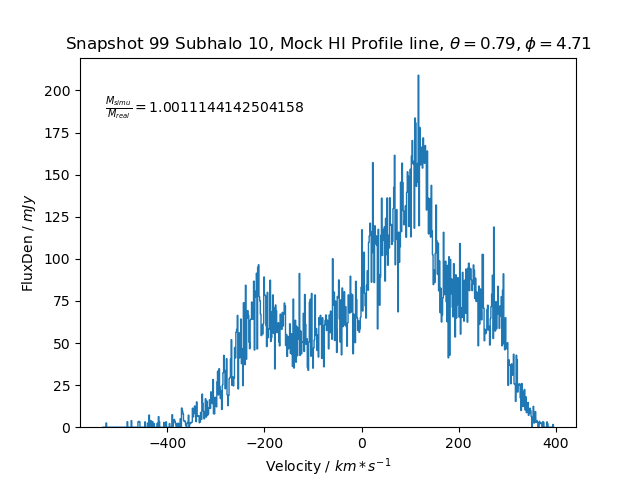 Snapshot 99 Subhalo 10, Mock HI Profile line, θ = 0.79, ϕ = 4.71
M_simu/M_real = 1.0011144142504158
FluxDen / mJy
200
175
150
125
100
75
50
25
0
−400 −200 0 200 400
Velocity / km * s⁻¹